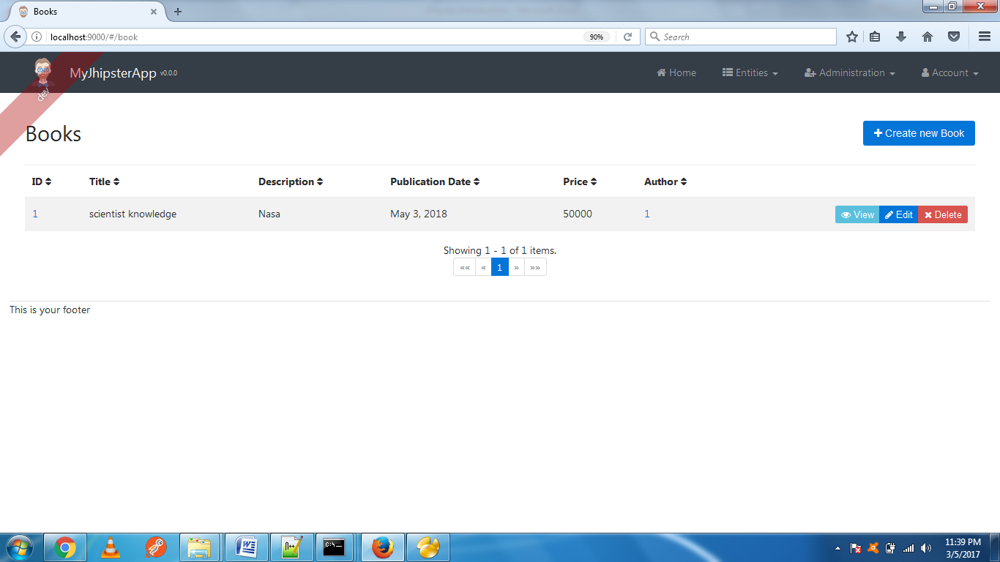 Books
localhost:9000/#/book
90%
Search
dev
MyJhipsterApp v0.0.0
Home
Entities
Administration
Account
Books
Create new Book
ID Title Description Publication Date Price Author
1 scientist knowledge Nasa May 3, 2018 50000 1 View Edit Delete
Showing 1 - 1 of 1 items.
«« « 1 » »»
This is your footer
C:\
11:39 PM
3/5/2017